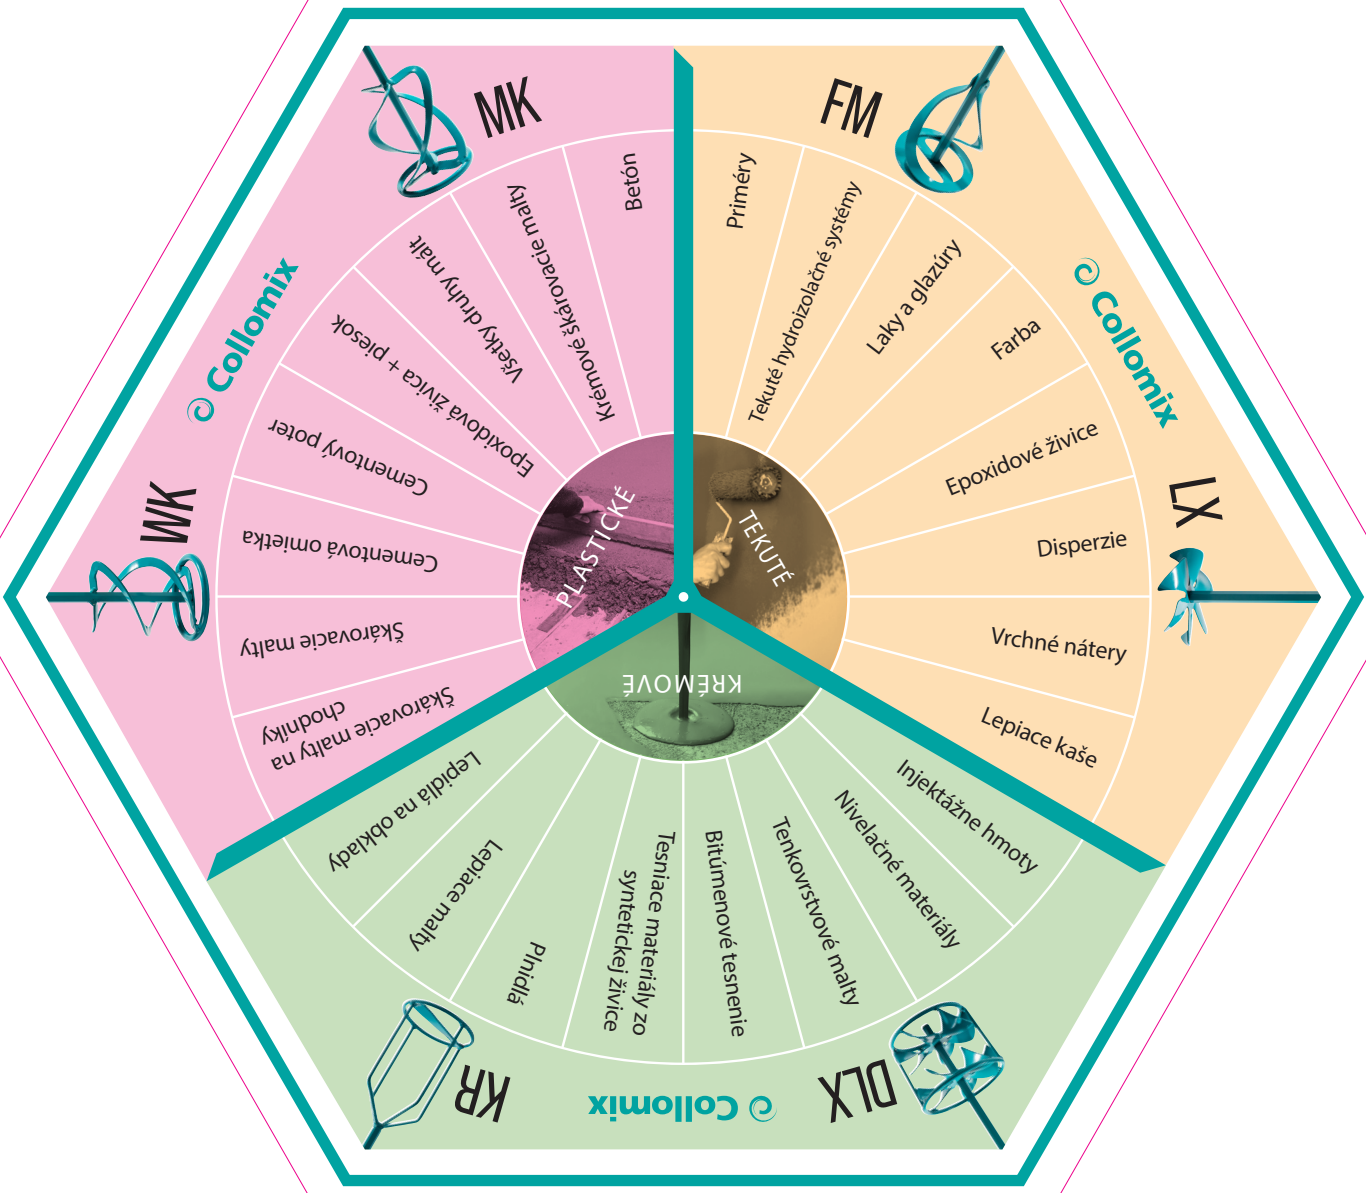 MK
FM
Collomix
Collomix
WK
LX
Betón
Krémové škárovacie malty
Všetky druhy mált
Epoxidová živica + piesok
Cementový poter
Cementová omietka
Škárovacie malty
Škárovacie malty na
chodníky
PLASTICKÉ
Priméry
Tekuté hydroizolačné systémy
Laky a glazúry
Farba
Epoxidové živice
Disperzie
Vrchné nátery
Lepiace kaše
TEKUTÉ
Injektážne hmoty
Nivelačné materiály
Tenkovrstvové malty
Bitúmenové tesnenie
Tesniace materiály zo
syntetickej živice
Plnidlá
Lepiace malty
Lepidlá na obklady
KRÉMOVÉ
DLX
Collomix
KR